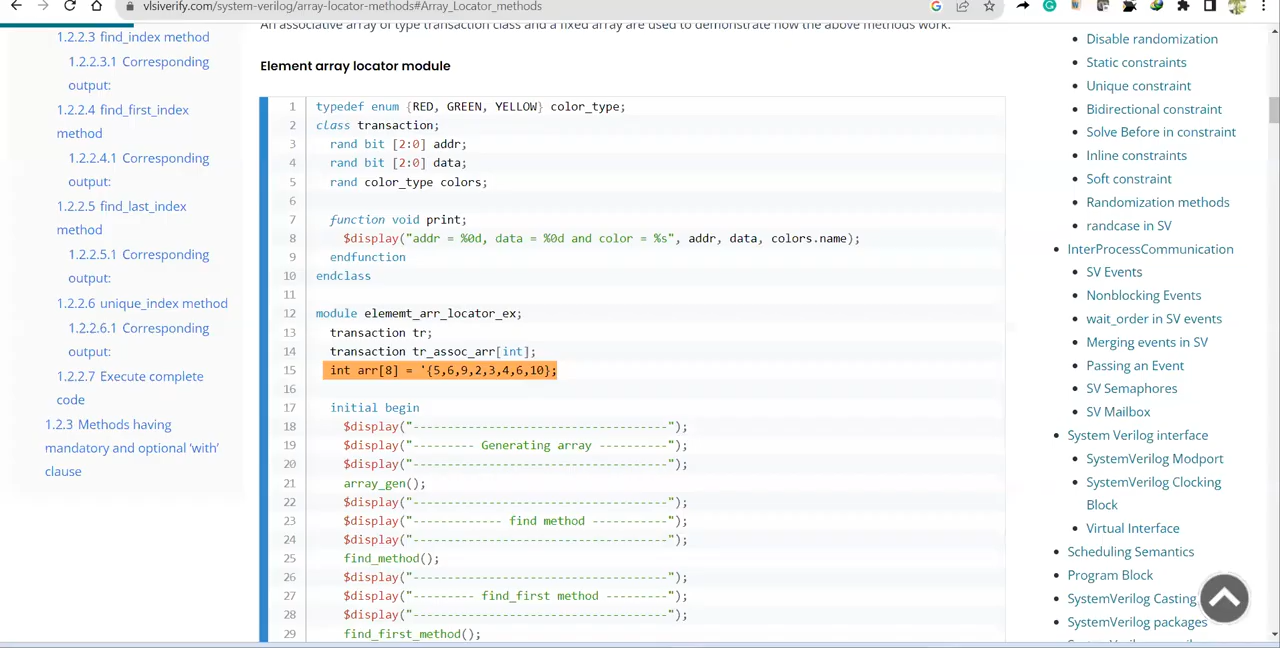 vlsiverify.com/system-verilog/array-locator-methods#Array_Locator_methods
1.2.2.3 find_index method
1.2.2.3.1 Corresponding
output:
1.2.2.4 find_first_index
method
1.2.2.4.1 Corresponding
output:
1.2.2.5 find_last_index
method
1.2.2.5.1 Corresponding
output:
1.2.2.6 unique_index method
1.2.2.6.1 Corresponding
output:
1.2.2.7 Execute complete
code
1.2.3 Methods having
mandatory and optional ‘with’
clause
An associative array of type transaction class and a fixed array are used to demonstrate how the above methods work.
Element array locator module
1 typedef enum {RED, GREEN, YELLOW} color_type;
2 class transaction;
3 rand bit [2:0] addr;
4 rand bit [2:0] data;
5 rand color_type colors;
6
7 function void print;
8 $display("addr = %0d, data = %0d and color = %s", addr, data, colors.name);
9 endfunction
10 endclass
11
12 module elememt_arr_locator_ex;
13 transaction tr;
14 transaction tr_assoc_arr[int];
15 int arr[8] = '{5,6,9,2,3,4,6,10};
16
17 initial begin
18 $display("-------------------------------------");
19 $display("--------- Generating array ---------");
20 $display("-------------------------------------");
21 array_gen();
22 $display("-------------------------------------");
23 $display("------------- find method -----------");
24 $display("-------------------------------------");
25 find_method();
26 $display("-------------------------------------");
27 $display("--------- find_first method ---------");
28 $display("-------------------------------------");
29 find_first_method();
Disable randomization
Static constraints
Unique constraint
Bidirectional constraint
Solve Before in constraint
Inline constraints
Soft constraint
Randomization methods
randcase in SV
InterProcessCommunication
SV Events
Nonblocking Events
wait_order in SV events
Merging events in SV
Passing an Event
SV Semaphores
SV Mailbox
System Verilog interface
SystemVerilog Modport
SystemVerilog Clocking
Block
Virtual Interface
Scheduling Semantics
Program Block
SystemVerilog Casting
SystemVerilog packages